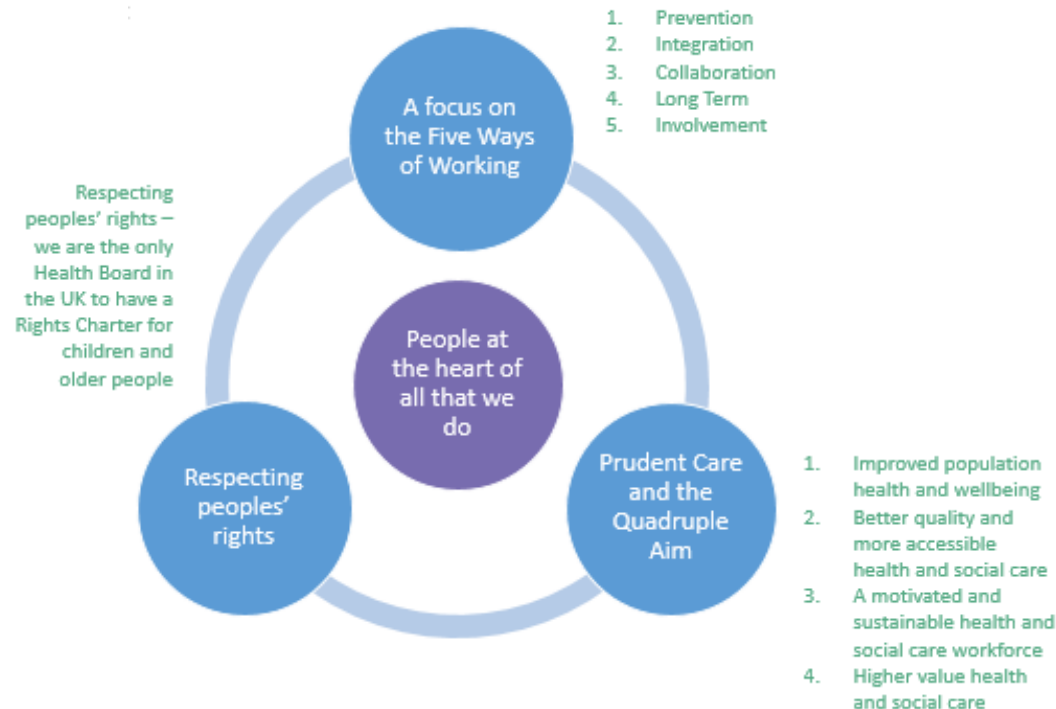 1. Prevention
2. Integration
3. Collaboration
4. Long Term
5. Involvement
A focus on
the Five Ways
of Working
Respecting
peoples' rights –
we are the only
Health Board in
the UK to have a
Rights Charter for
children and
older people
People at
the heart of
all that we
do
Respecting
peoples'
rights
Prudent Care
and the
Quadruple
Aim
1. Improved population
health and wellbeing
2. Better quality and
more accessible
health and social care
3. A motivated and
sustainable health and
social care workforce
4. Higher value health
and social care